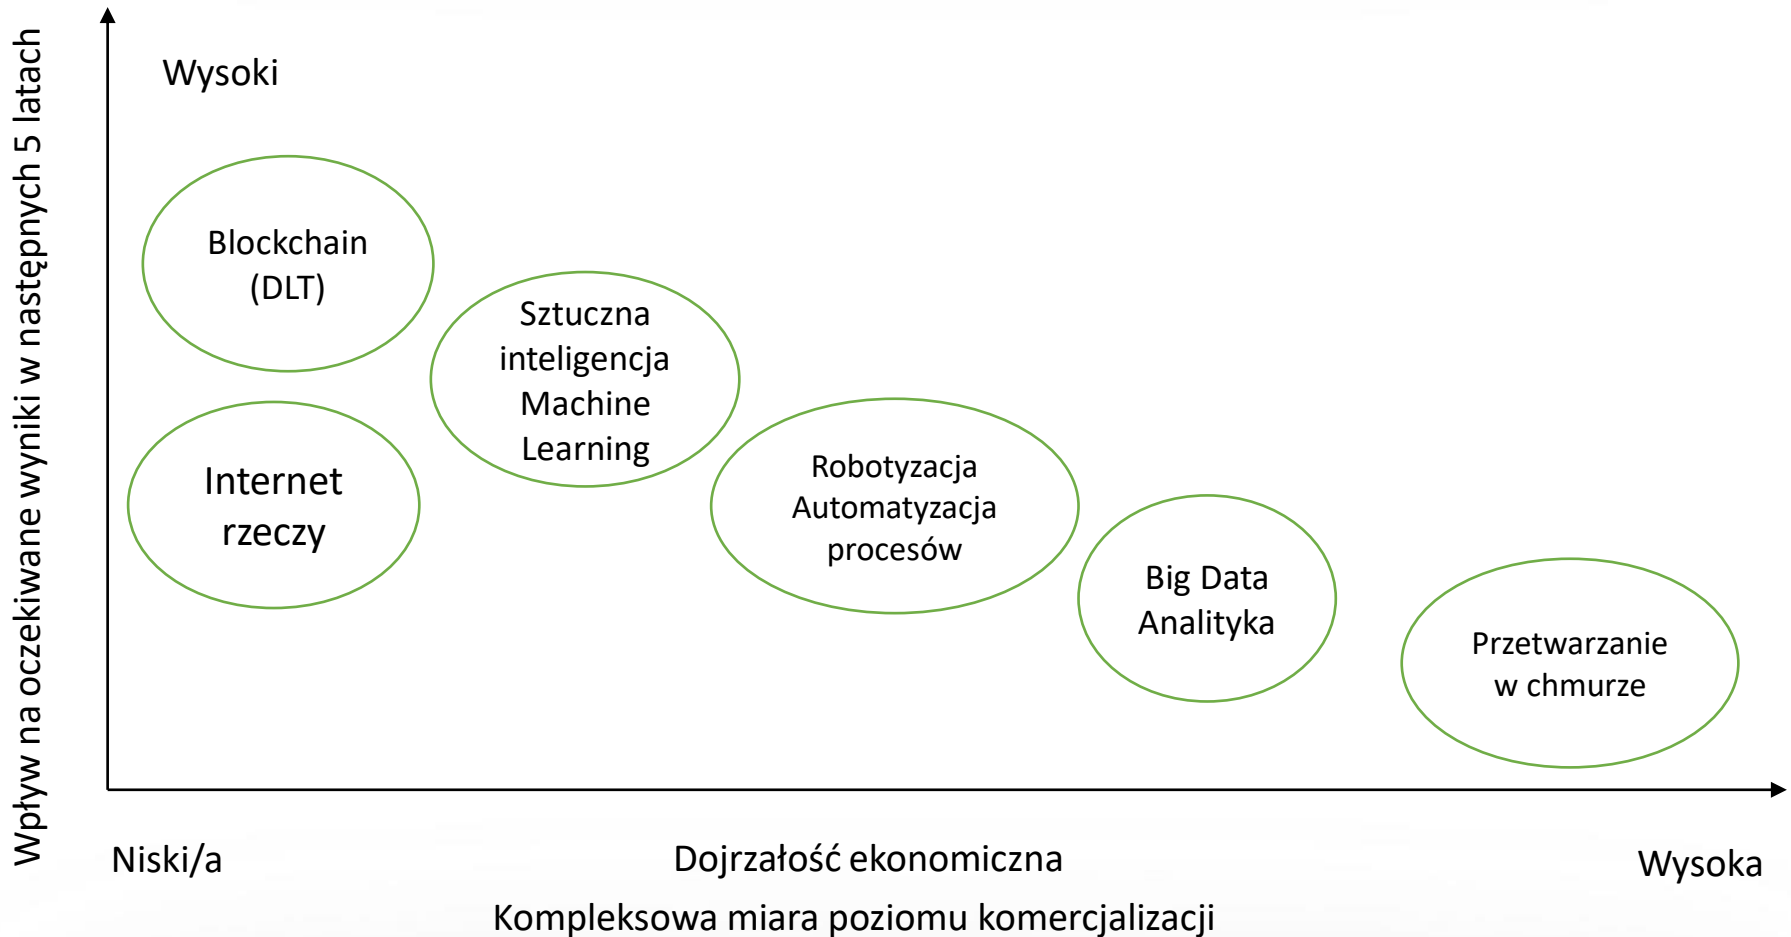 Wpływ na oczekiwane wyniki w następnych 5 latach
Wysoki
Blockchain
(DLT)
Sztuczna
inteligencja
Machine
Learning
Internet
rzeczy
Robotyzacja
Automatyzacja
procesów
Big Data
Analityka
Przetwarzanie
w chmurze
Niski/a
Dojrzałość ekonomiczna
Wysoka
Kompleksowa miara poziomu komercjalizacji